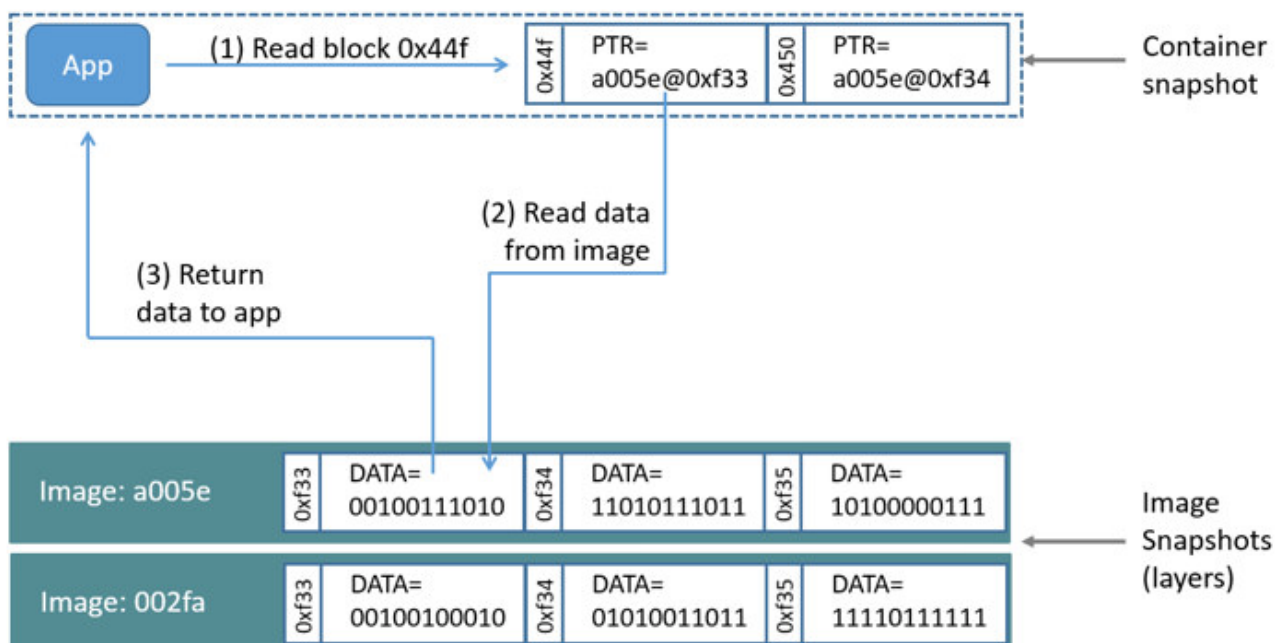 App
(1) Read block 0x44f
0x44f
PTR=
a005e@0xf33
0x450
PTR=
a005e@0xf34
Container
snapshot
(2) Read data
from image
(3) Return
data to app
Image: a005e
0xf33
DATA=
00100111010
0xf34
DATA=
11010111011
0xf35
DATA=
10100000111
Image
Snapshots
(layers)
Image: 002fa
0xf33
DATA=
00100100010
0xf34
DATA=
01010011011
0xf35
DATA=
11110111111